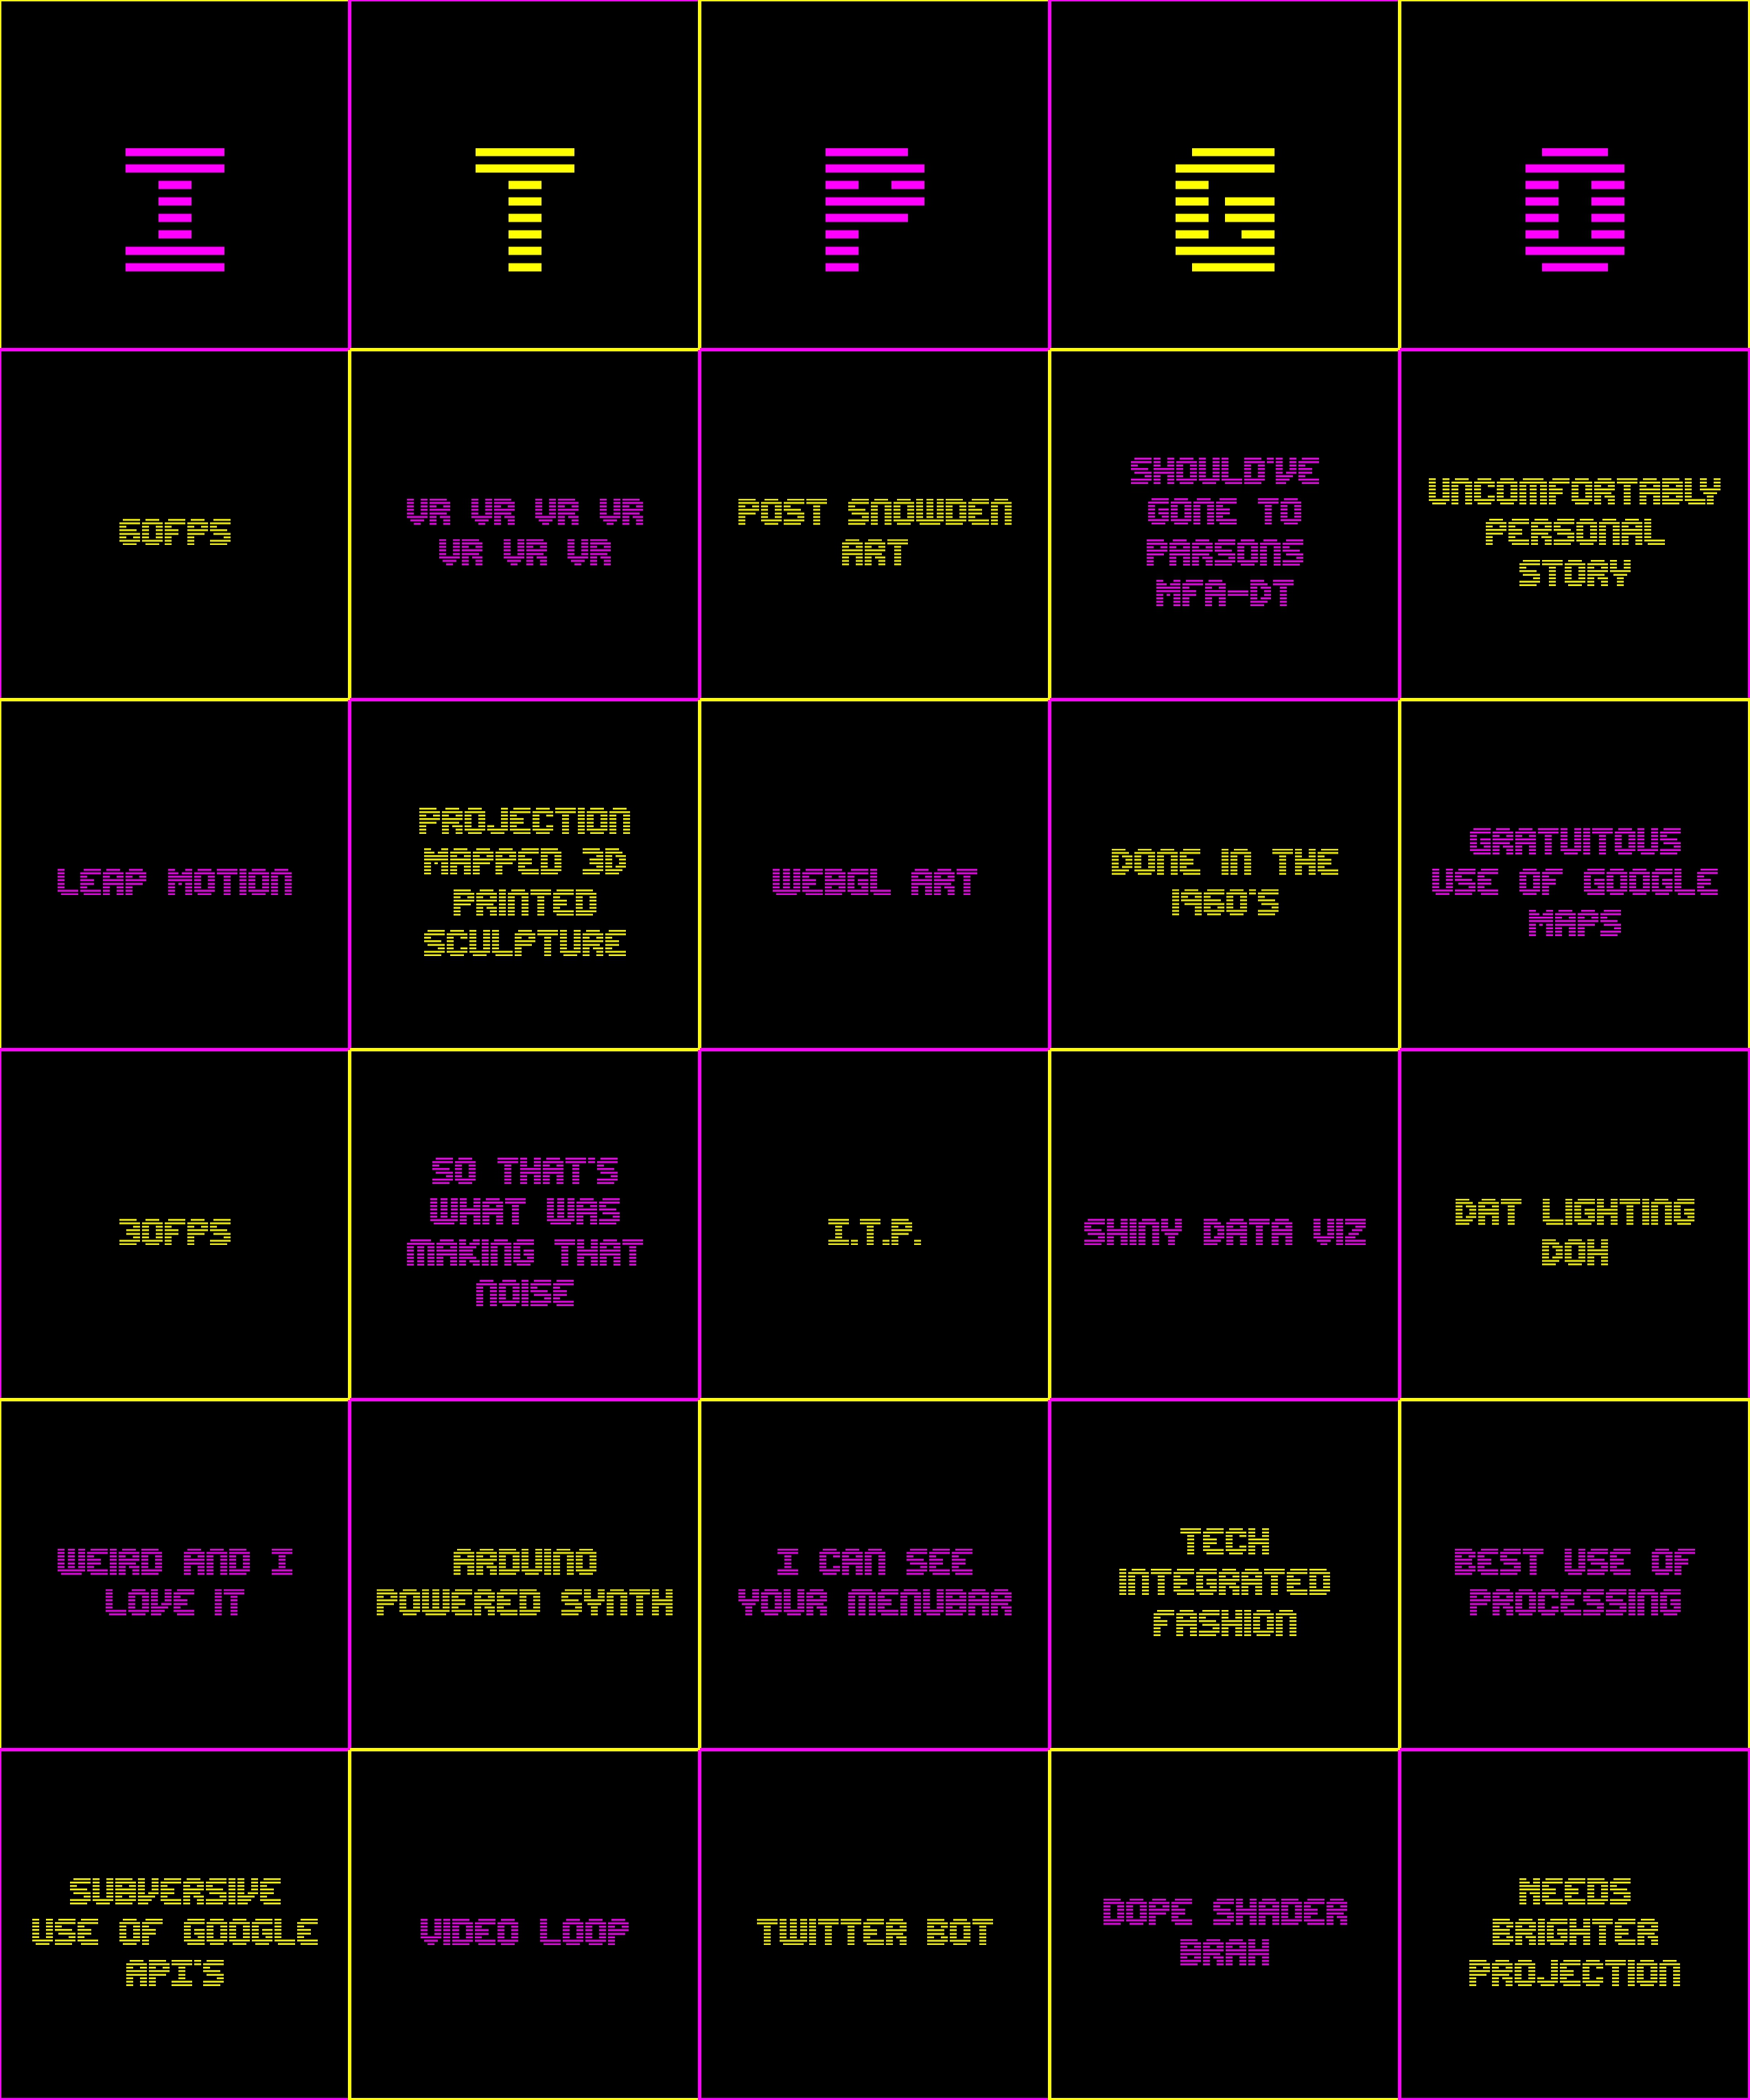 I T P G O
60FPS
VR VR VR VR
VR VR VR
POST SNOWDEN
ART
SHOULD'VE
GONE TO
PARSONS
MFA-DT
UNCOMFORTABLY
PERSONAL
STORY
LEAP MOTION
PROJECTION
MAPPED 3D
PRINTED
SCULPTURE
WEBGL ART
DONE IN THE
1960'S
GRATUITOUS
USE OF GOOGLE
MAPS
30FPS
SO THAT'S
WHAT WAS
MAKING THAT
NOISE
I.T.P.
SHINY DATA VIZ
DAT LIGHTING
DOH
WEIRD AND I
LOVE IT
ARDUINO
POWERED SYNTH
I CAN SEE
YOUR MENUBAR
TECH
INTEGRATED
FASHION
BEST USE OF
PROCESSING
SUBVERSIVE
USE OF GOOGLE
API'S
VIDEO LOOP
TWITTER BOT
DOPE SHADER
BRAH
NEEDS
BRIGHTER
PROJECTION